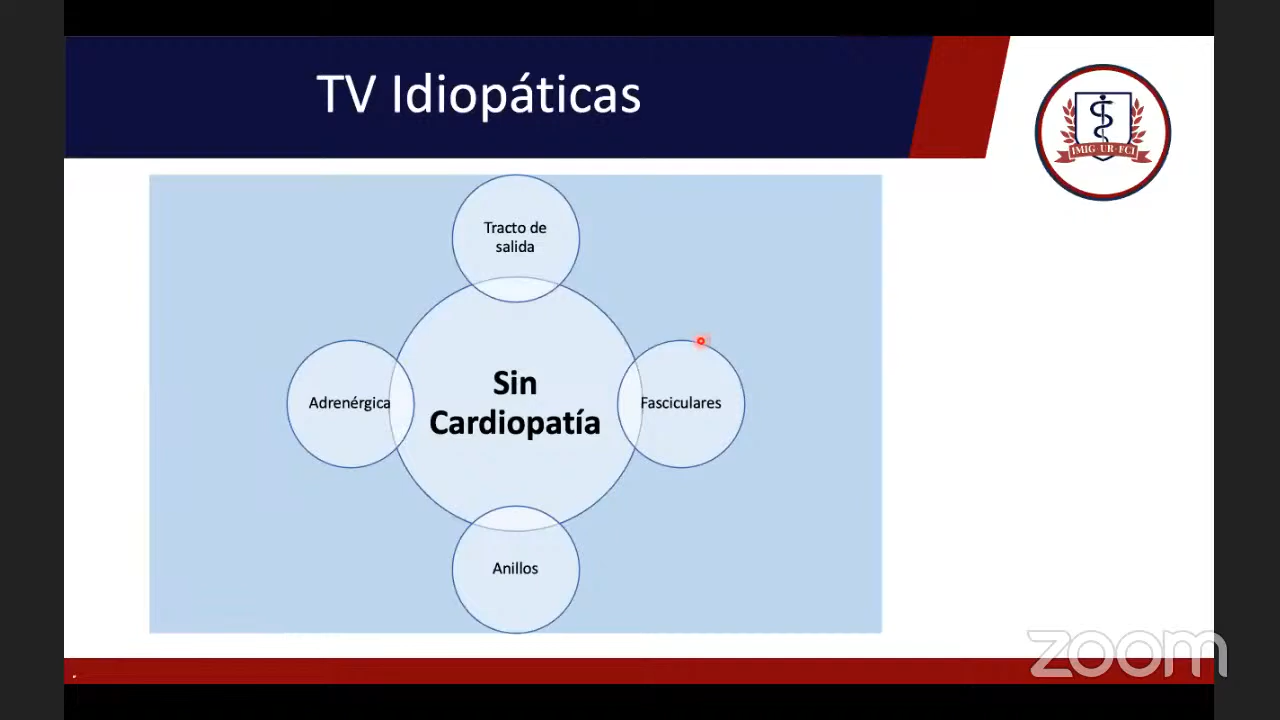 TV Idiopáticas
IMIG UR-FCI
Tracto de
salida
Adrenérgica
Sin
Cardiopatía
Fasciculares
Anillos
zoom